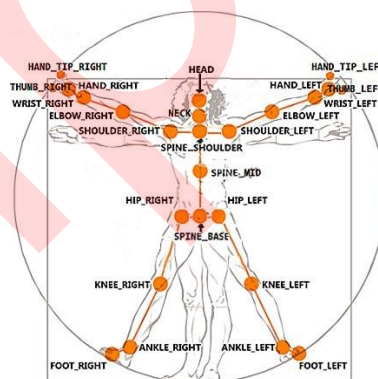 HAND_TIP_RIGHT
HAND_TIP_LEF
THUMB_RIGHT
HAND_RIGHT
HEAD
HAND_LEFT
THUMB_LEF
WRIST_RIGHT
WRIST_LEFT
ELBOW_RIGHT
NECK
ELBOW_LEFT
SHOULDER_RIGHT
SHOULDER_LEFT
SPINE_SHOULDER
SPINE_MID
HIP_RIGHT
HIP_LEFT
SPINE_BASE
KNEE_RIGHT
KNEE_LEFT
ANKLE_RIGHT
ANKLE_LEFT
FOOT_RIGHT
FOOT_LEFT